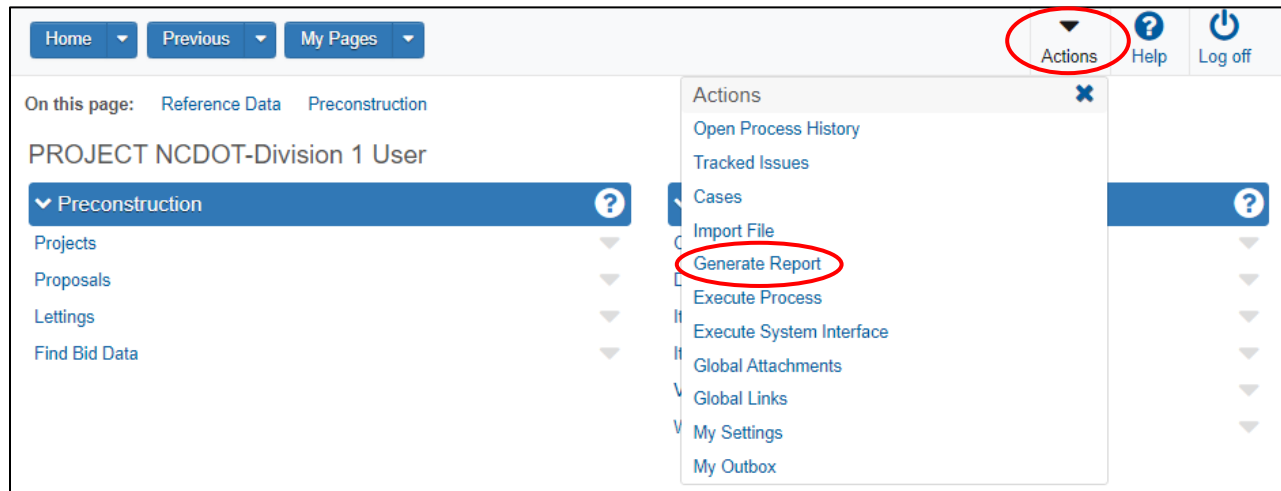 Home Previous My Pages Actions Help Log off
On this page: Reference Data Preconstruction
PROJECT NCDOT-Division 1 User
Preconstruction
Projects
Proposals
Lettings
Find Bid Data
Actions
Open Process History
Tracked Issues
Cases
Import File
Generate Report
Execute Process
Execute System Interface
Global Attachments
Global Links
My Settings
My Outbox